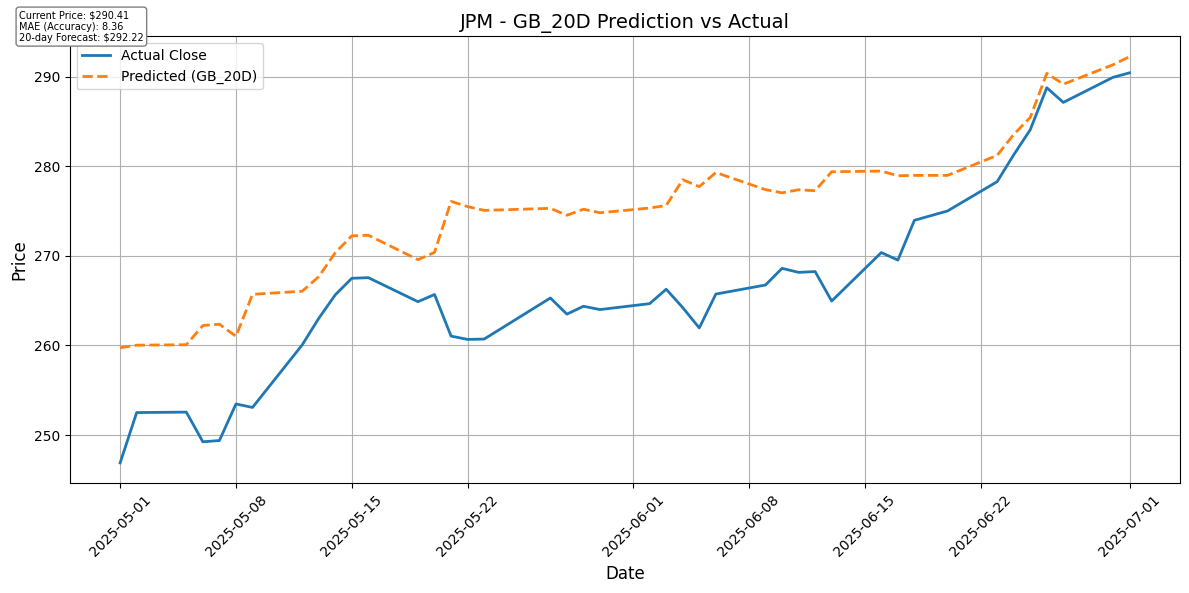 JPM - GB_20D Prediction vs Actual
Current Price: $290.41
MAE (Accuracy): 8.36
20-day Forecast: $292.22
Actual Close
Predicted (GB_20D)
Price
290
280
270
260
250
2025-05-01
2025-05-08
2025-05-15
2025-05-22
2025-06-01
2025-06-08
2025-06-15
2025-06-22
2025-07-01
Date